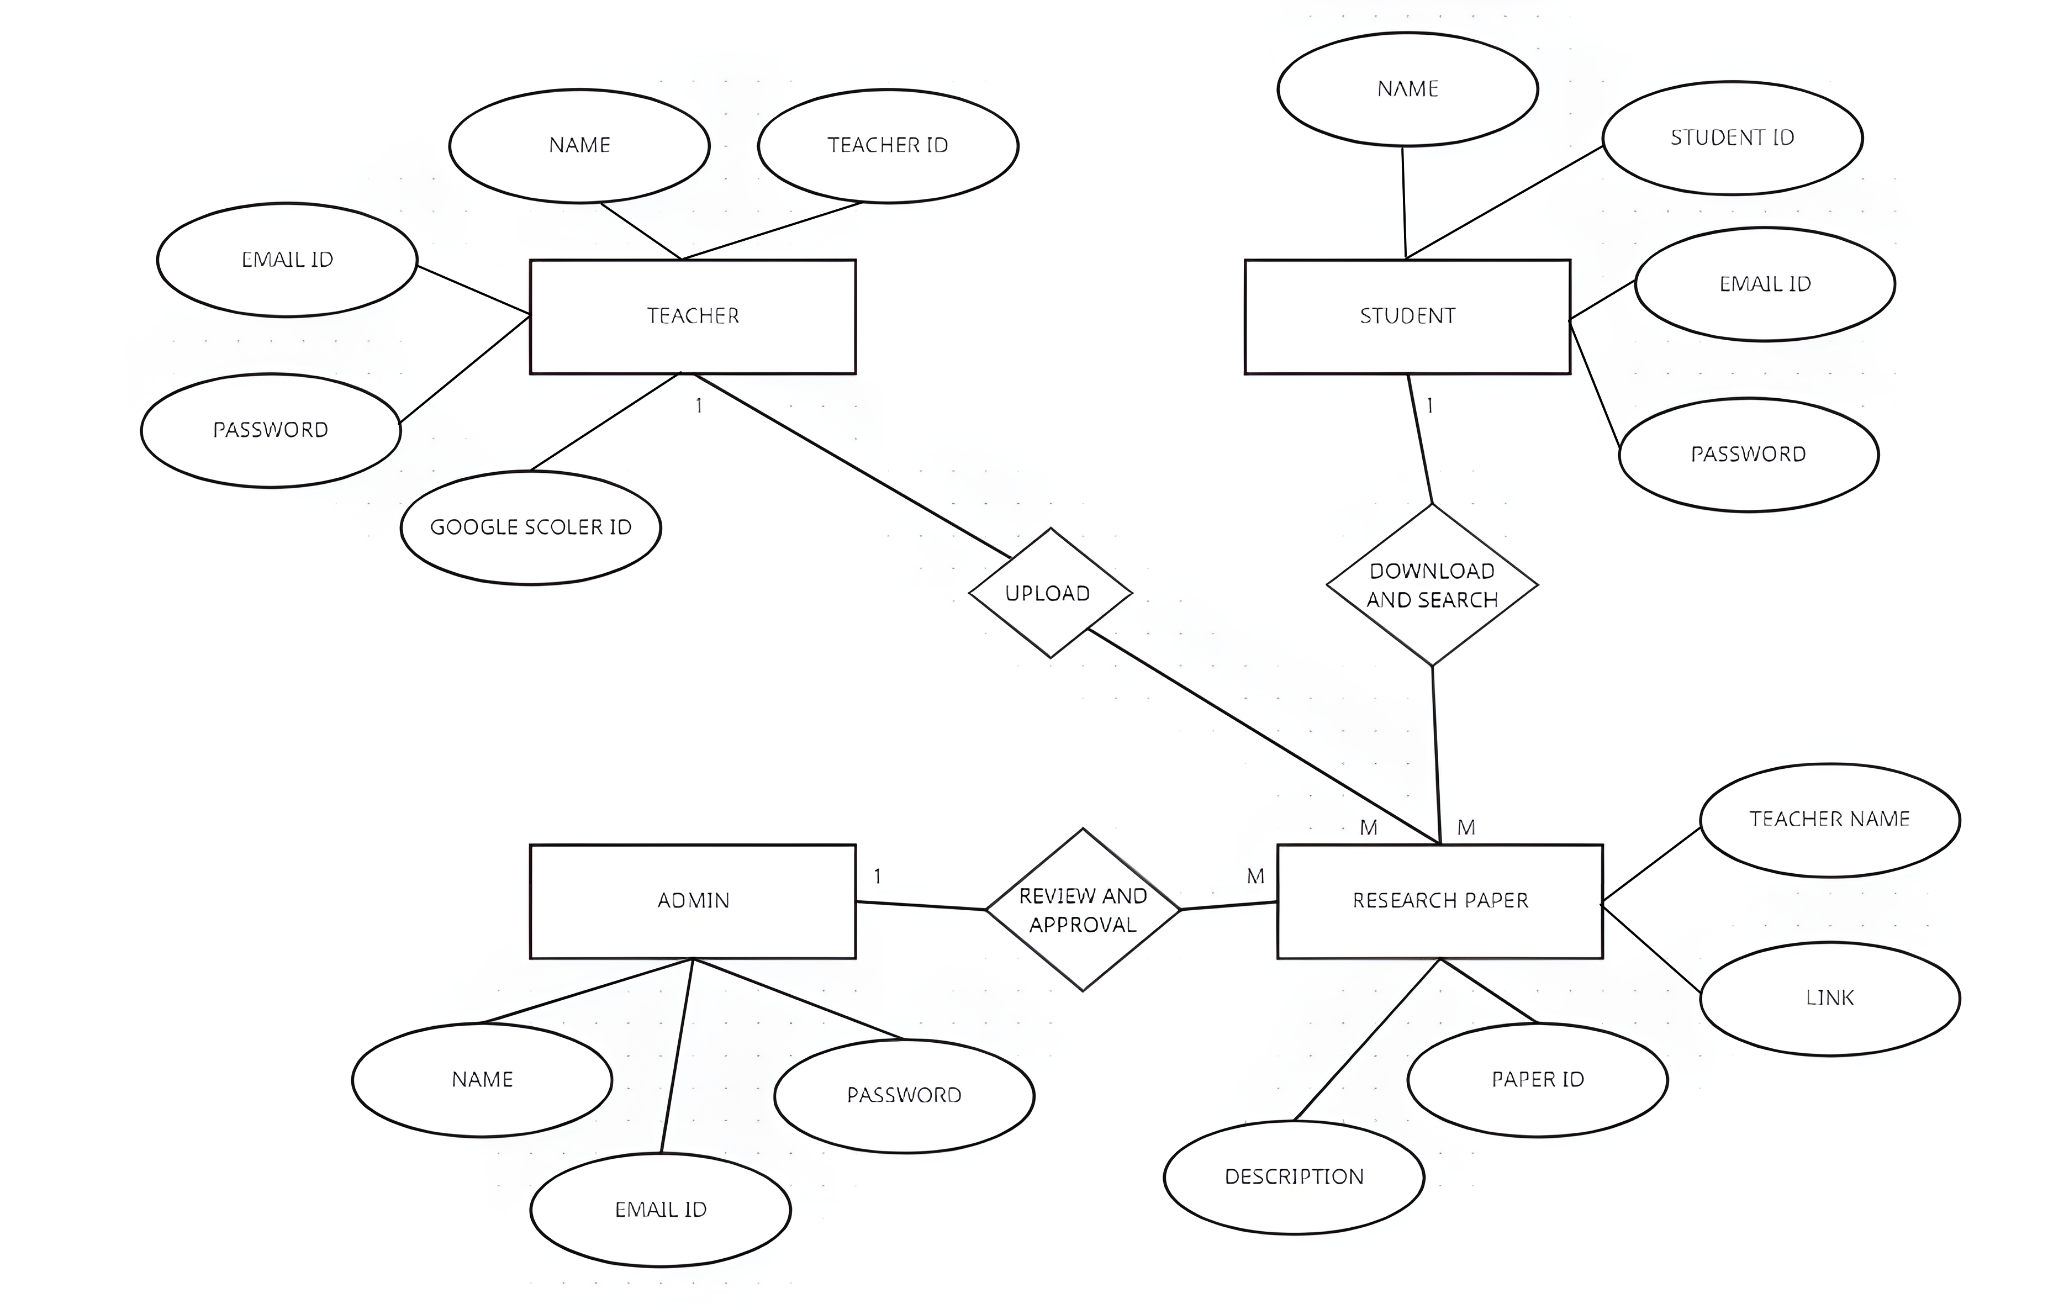 NAME
NAME
TEACHER ID
STUDENT ID
EMAIL ID
EMAIL ID
TEACHER
STUDENT
1
1
PASSWORD
PASSWORD
GOOGLE SCOLER ID
UPLOAD
DOWNLOAD
AND SEARCH
M
M
TEACHER NAME
1
M
ADMIN
REVIEW AND
APPROVAL
RESEARCH PAPER
LINK
NAME
PASSWORD
PAPER ID
EMAIL ID
DESCRIPTION